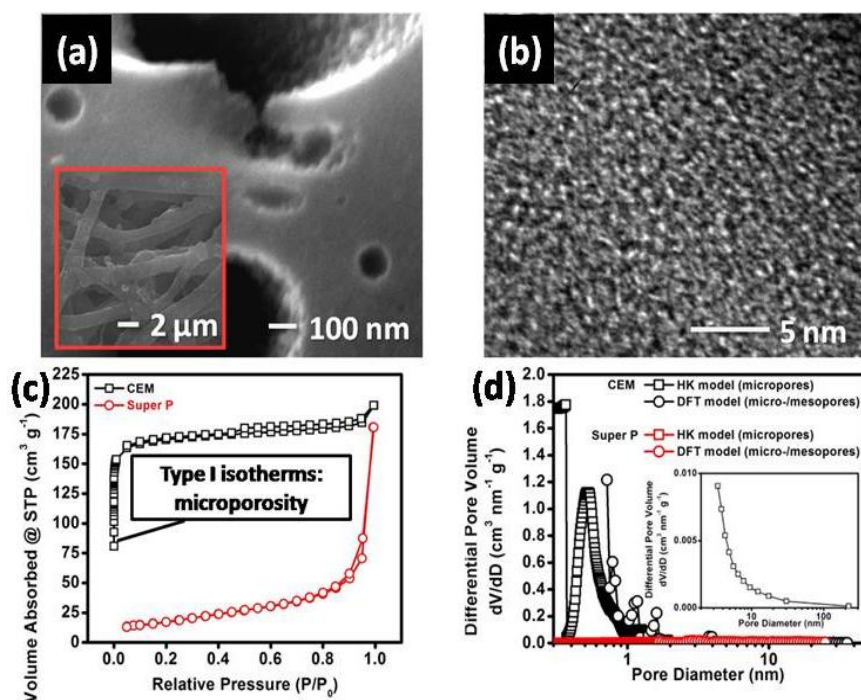 (a)
2 µm
100 nm
(b)
5 nm
(c)
Volume Absorbed @ STP (cm³ g⁻¹)
225
200
175
150
125
100
75
50
25
0
CEM
Super P
Type I isotherms:
microporosity
0.0 0.2 0.4 0.6 0.8 1.0
Relative Pressure (P/P₀)
(d)
Differential Pore Volume
dV/dD (cm³ nm⁻¹ g⁻¹)
2.0
1.8
1.6
1.4
1.2
1.0
0.8
0.6
0.4
0.2
0.0
CEM HK model (micropores)
DFT model (micro-/mesopores)
Super P HK model (micropores)
DFT model (micro-/mesopores)
Differential Pore Volume
dV/dD (cm³ nm⁻¹ g⁻¹)
0.010
0.005
0.000
10 100
Pore Diameter (nm)
1 10
Pore Diameter (nm)